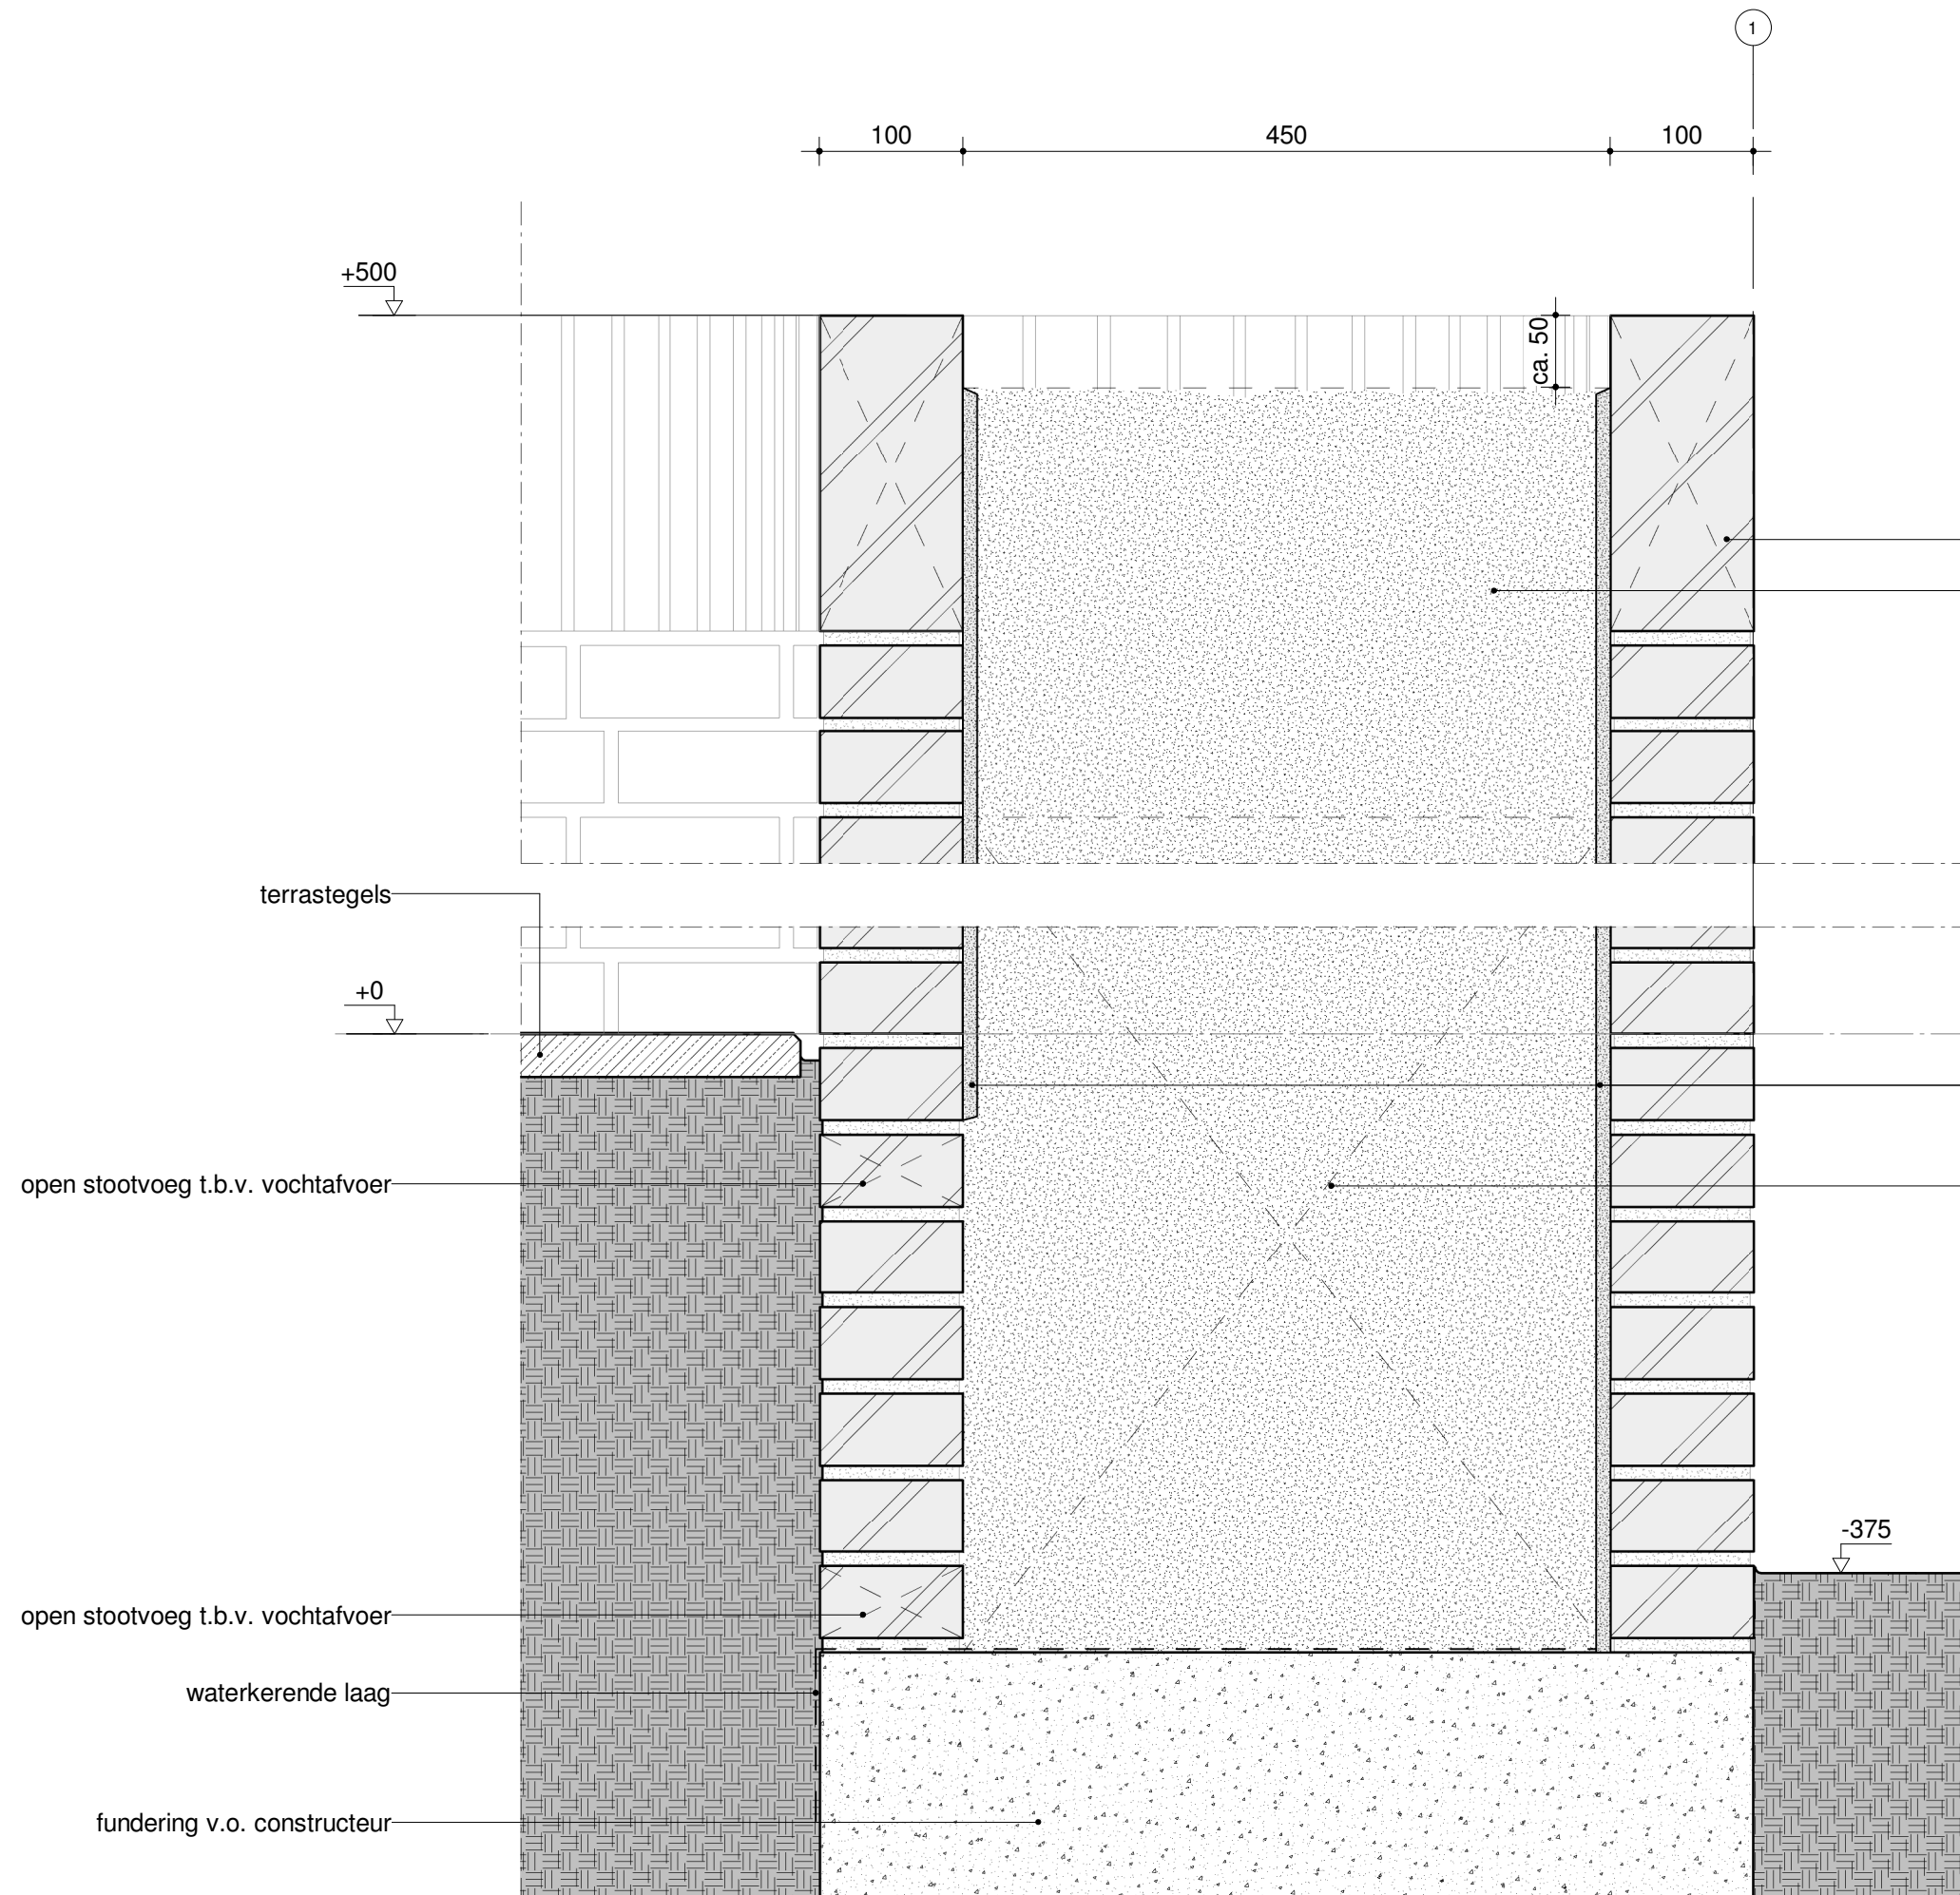 1
100
450
100
+500
ca. 50
terrastegels
+0
open stootvoeg t.b.v. vochtafvoer
-375
open stootvoeg t.b.v. vochtafvoer
waterkerende laag
fundering v.o. constructeur